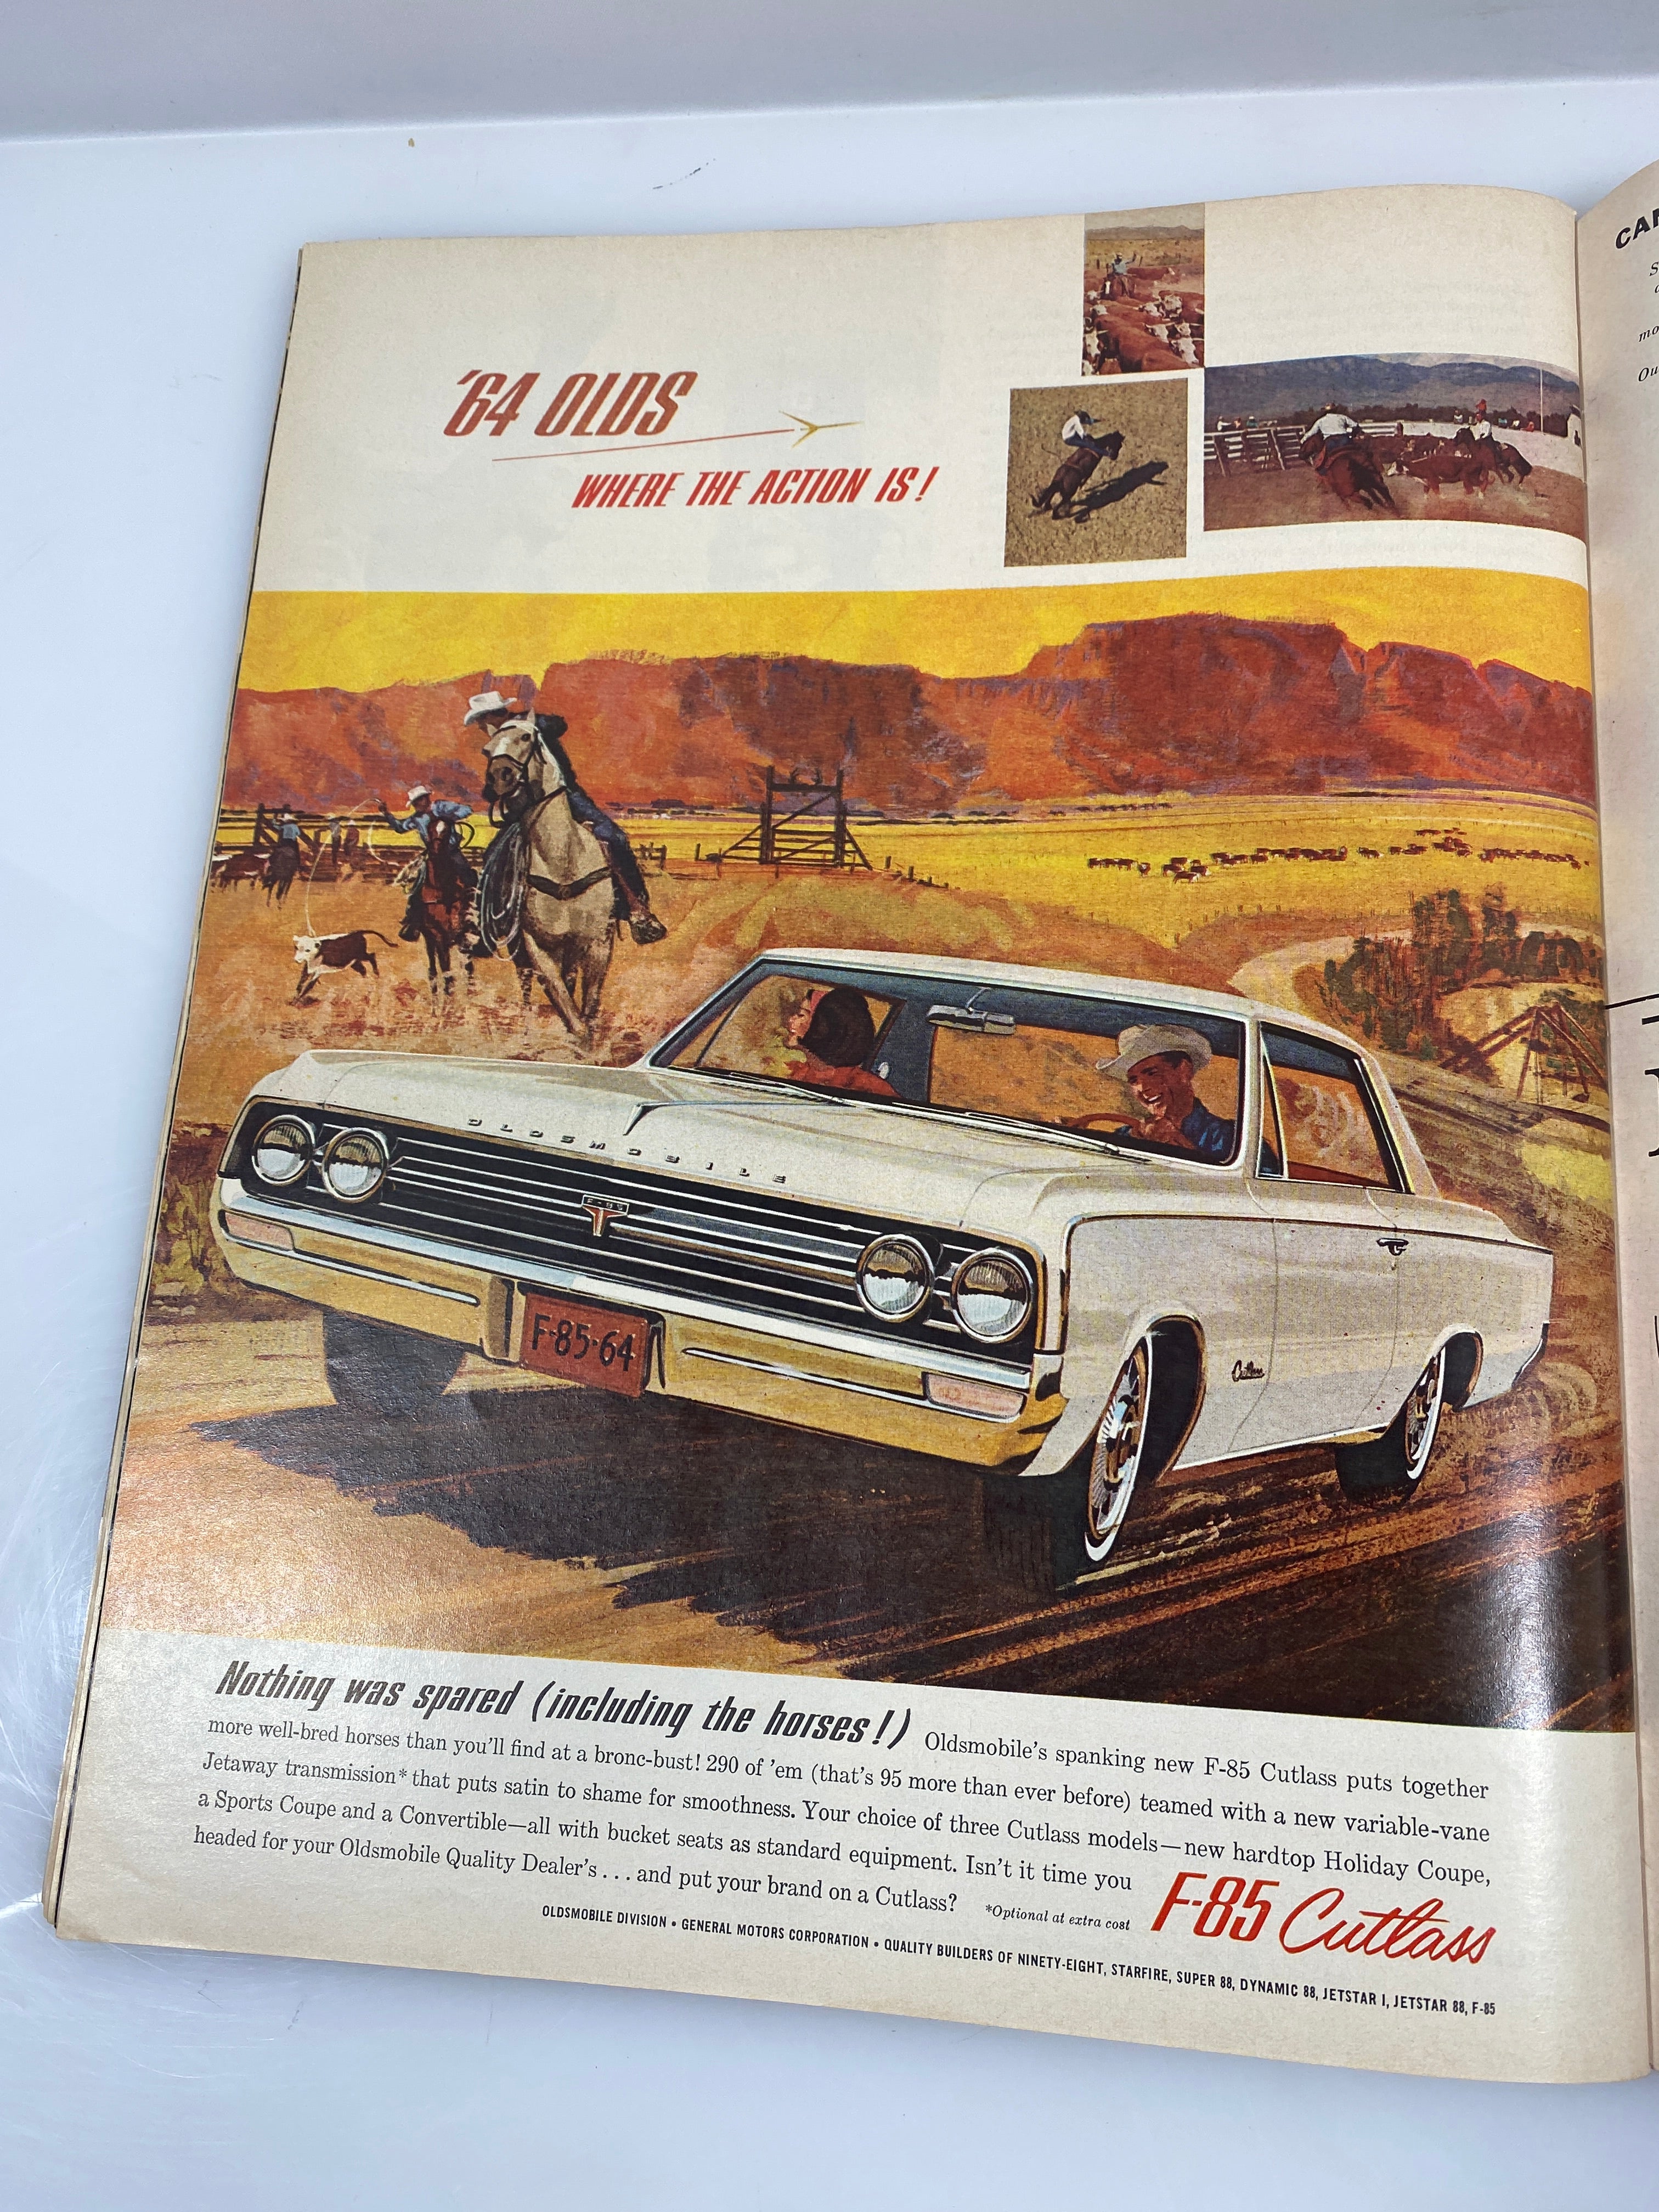 '64 OLDS
WHERE THE ACTION IS!
OLDSMOBILE
F-85
F-85-64
Cutlass
Nothing was spared (including the horses!) Oldsmobile's spanking new F-85 Cutlass puts together
more well-bred horses than you'll find at a bronc-bust! 290 of 'em (that's 95 more than ever before) teamed with a new variable-vane
Jetaway transmission* that puts satin to shame for smoothness. Your choice of three Cutlass models—new hardtop Holiday Coupe,
a Sports Coupe and a Convertible—all with bucket seats as standard equipment. Isn't it time you
headed for your Oldsmobile Quality Dealer's . . . and put your brand on a Cutlass? *Optional at extra cost
F-85 Cutlass
OLDSMOBILE DIVISION • GENERAL MOTORS CORPORATION • QUALITY BUILDERS OF NINETY-EIGHT, STARFIRE, SUPER 88, DYNAMIC 88, JETSTAR I, JETSTAR 88, F-85